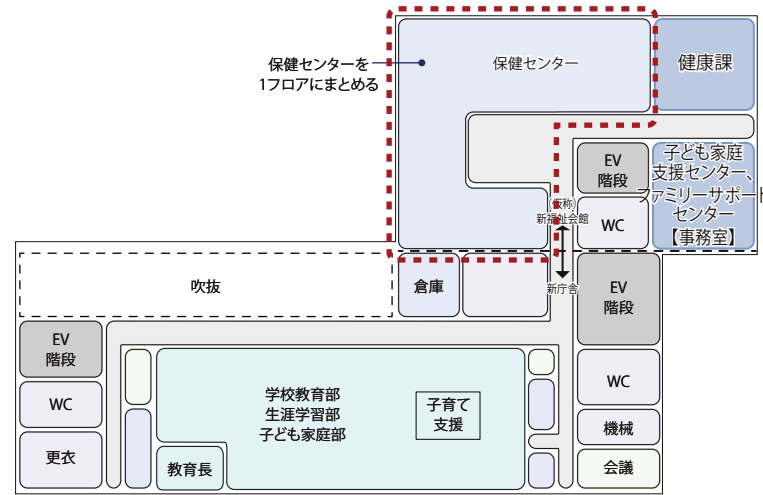 保健センターを
1フロアにまとめる
保健センター
健康課
EV
階段
子ども家庭
支援センター、
ファミリーサポート
センター
【事務室】
WC
(仮称)
新福祉会館
新庁舎
吹抜
倉庫
EV
階段
EV
階段
WC
更衣
学校教育部
生涯学習部
子ども家庭部
子育て
支援
教育長
WC
機械
会議